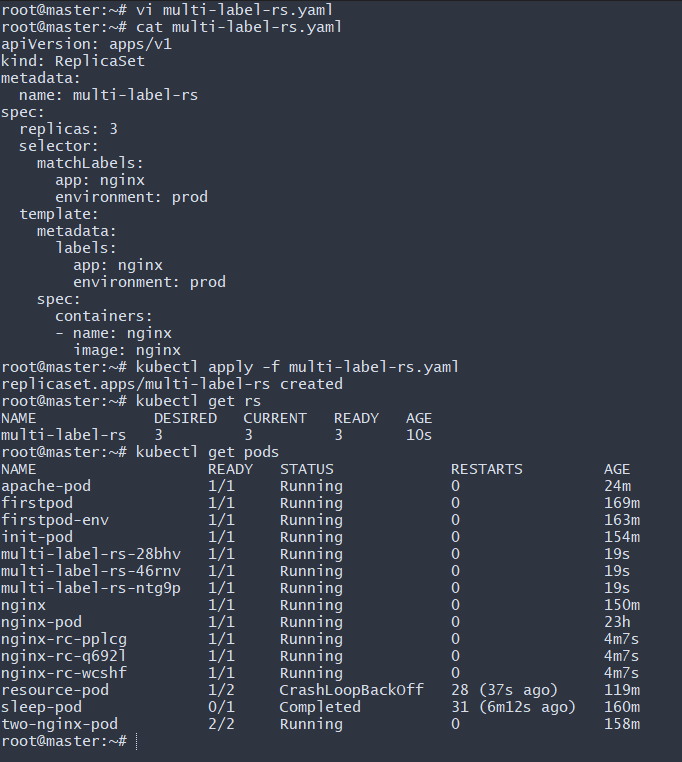 root@master:~# vi multi-label-rs.yaml
root@master:~# cat multi-label-rs.yaml
apiVersion: apps/v1
kind: ReplicaSet
metadata:
  name: multi-label-rs
spec:
  replicas: 3
  selector:
    matchLabels:
      app: nginx
      environment: prod
  template:
    metadata:
      labels:
        app: nginx
        environment: prod
    spec:
      containers:
      - name: nginx
        image: nginx
root@master:~# kubectl apply -f multi-label-rs.yaml
replicaset.apps/multi-label-rs created
root@master:~# kubectl get rs
NAME             DESIRED   CURRENT   READY   AGE
multi-label-rs   3         3         3       10s
root@master:~# kubectl get pods
NAME                   READY   STATUS             RESTARTS         AGE
apache-pod             1/1     Running            0                24m
firstpod               1/1     Running            0                169m
firstpod-env           1/1     Running            0                163m
init-pod               1/1     Running            0                154m
multi-label-rs-28bhv   1/1     Running            0                19s
multi-label-rs-46rnv   1/1     Running            0                19s
multi-label-rs-ntg9p   1/1     Running            0                19s
nginx                  1/1     Running            0                150m
nginx-pod              1/1     Running            0                23h
nginx-rc-pplcg         1/1     Running            0                4m7s
nginx-rc-q692l         1/1     Running            0                4m7s
nginx-rc-wcshf         1/1     Running            0                4m7s
resource-pod           1/2     CrashLoopBackOff   28 (37s ago)     119m
sleep-pod              0/1     Completed          31 (6m12s ago)   160m
two-nginx-pod          2/2     Running            0                158m
root@master:~#